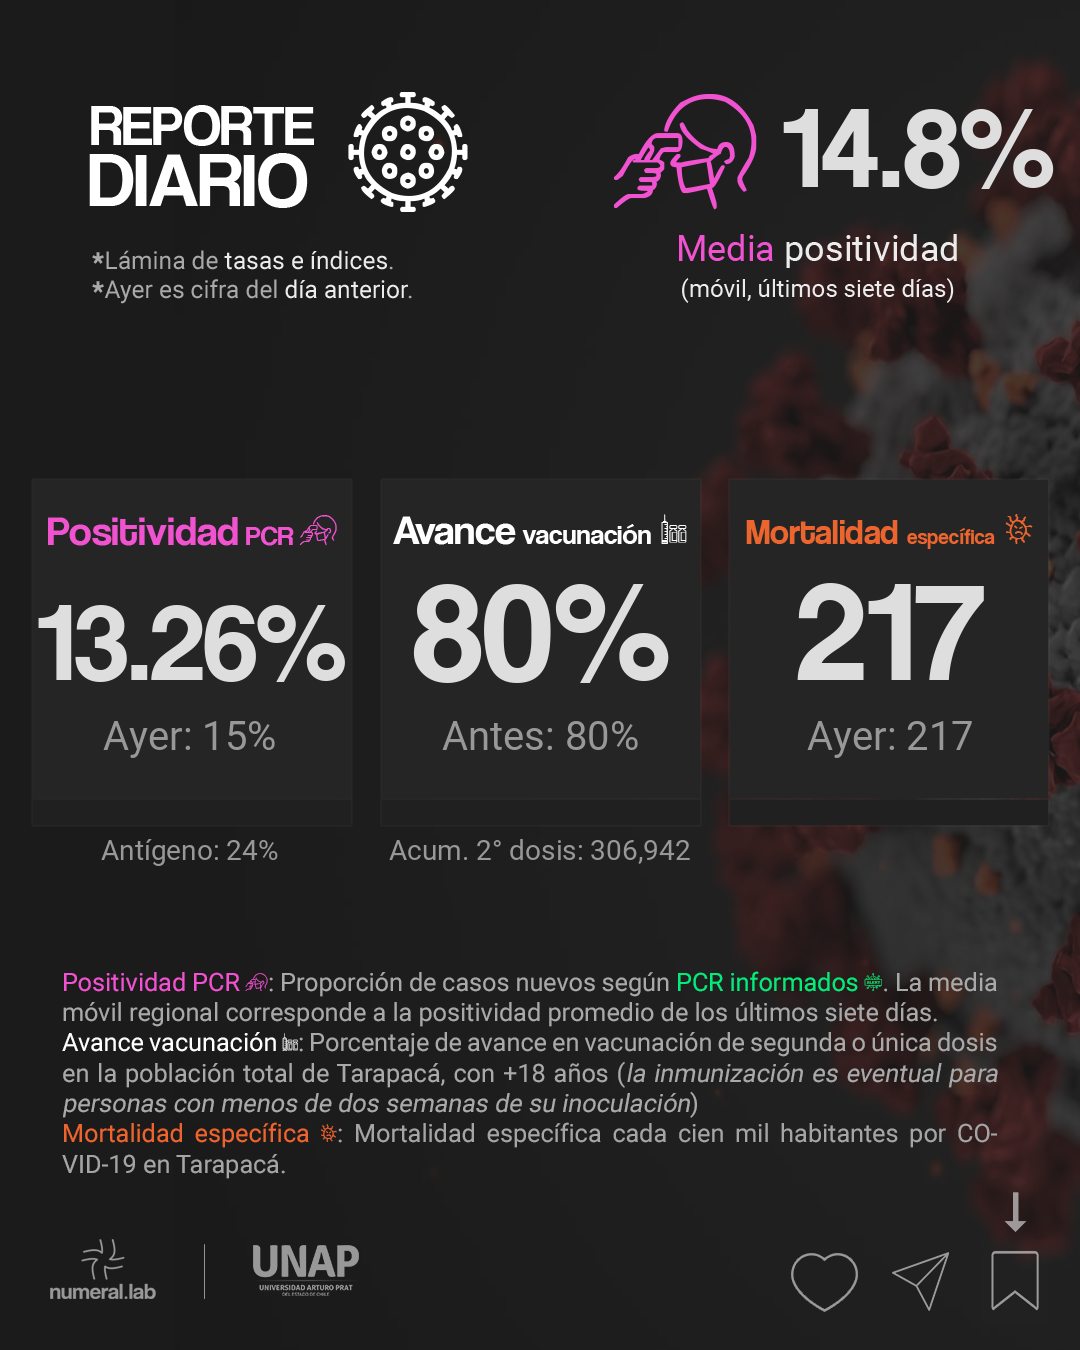 REPORTE
DIARIO
*Lámina de tasas e índices.
*Ayer es cifra del día anterior.
14.8%
Media positividad
(móvil, últimos siete días)
Positividad PCR
13.26%
Ayer: 15%
Antígeno: 24%
Avance vacunación
80%
Antes: 80%
Acum. 2° dosis: 306,942
Mortalidad específica
217
Ayer: 217
Positividad PCR : Proporción de casos nuevos según PCR informados . La media
móvil regional corresponde a la positividad promedio de los últimos siete días.
Avance vacunación : Porcentaje de avance en vacunación de segunda o única dosis
en la población total de Tarapacá, con +18 años (la inmunización es eventual para
personas con menos de dos semanas de su inoculación)
Mortalidad específica : Mortalidad específica cada cien mil habitantes por CO-
VID-19 en Tarapacá.
numeral.lab
UNAP
UNIVERSIDAD ARTURO PRAT
DEL ESTADO DE CHILE